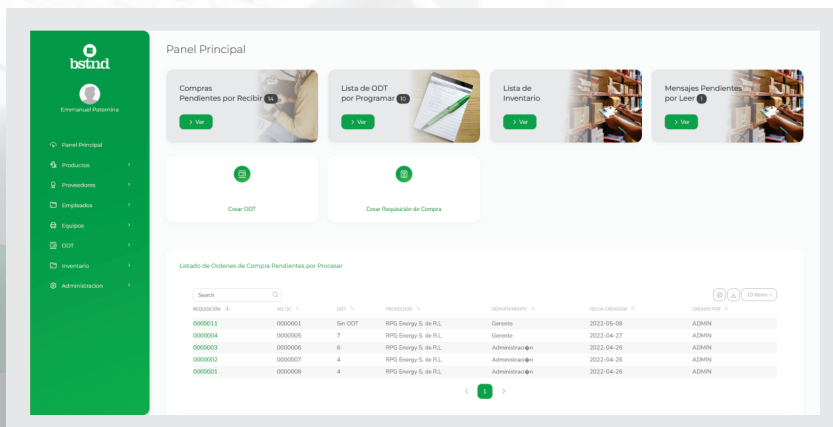 bstnd
Emmanuel Paternina
Panel Principal
Productos
Proveedores
Empleados
Equipos
ODT
Inventario
Administracion
Panel Principal
Compras
Pendientes por Recibir 14
> Ver
Lista de ODT
por Programar 10
> Ver
Lista de
Inventario
> Ver
Mensajes Pendientes
por Leer 1
> Ver
Crear ODT
Crear Requisición de Compra
Listado de Ordenes de Compra Pendientes por Procesar
Search
10 Items
REQUISICIÓN NO. OC ODT PROVEEDOR DEPARTAMENTO FECHA CREACIÓN CREADO POR
0000011 0000001 Sin ODT RPG Energy S. de R.L Gerente 2022-05-08 ADMIN
0000004 0000005 7 RPG Energy S. de R.L Gerente 2022-04-27 ADMIN
0000003 0000006 6 RPG Energy S. de R.L Administraci�n 2022-04-26 ADMIN
0000002 0000007 4 RPG Energy S. de R.L Administraci�n 2022-04-26 ADMIN
0000001 0000008 4 RPG Energy S. de R.L Administraci�n 2022-04-26 ADMIN
< 1 >